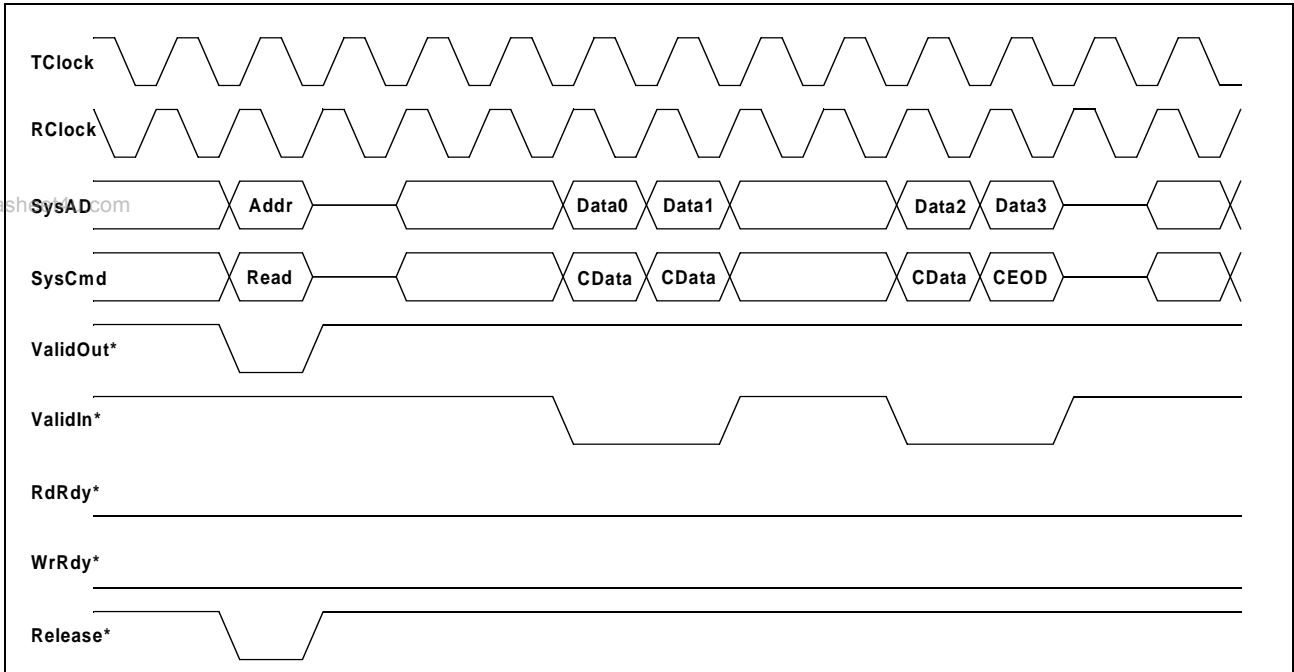 TClock
RClock
SysAD Addr Data0 Data1 Data2 Data3
SysCmd Read CData CData CData CEOD
ValidOut*
ValidIn*
RdRdy*
WrRdy*
Release*